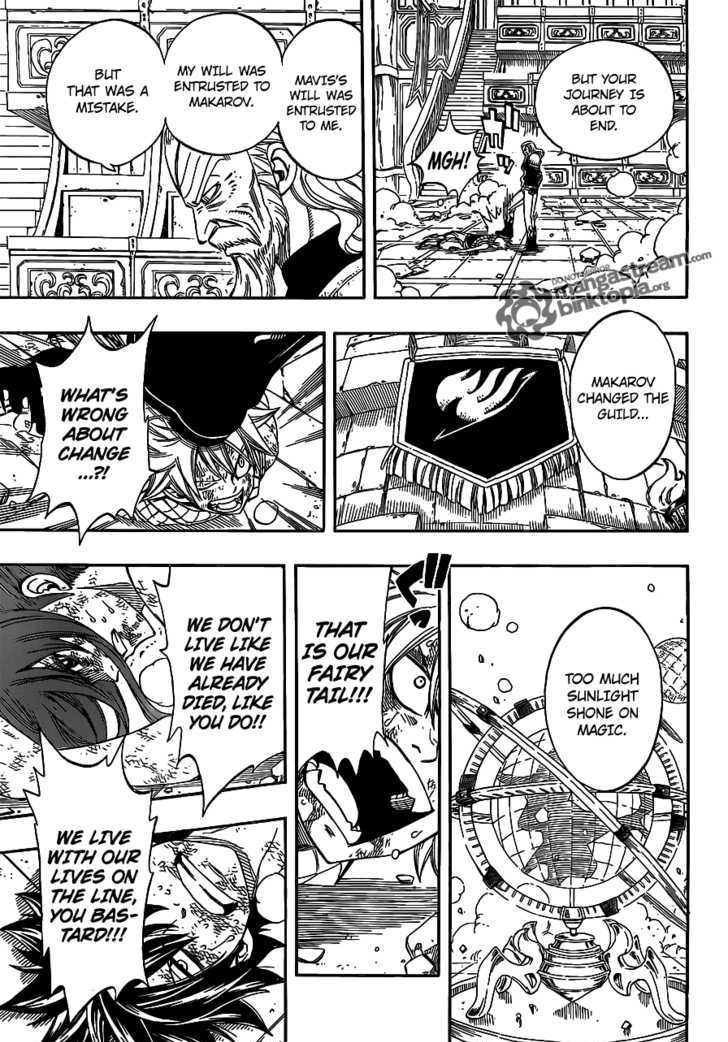 BUT YOUR
JOURNEY IS
ABOUT TO
END.
MGH!
MAVIS'S
WILL WAS
ENTRUSTED
TO ME.
MY WILL WAS
ENTRUSTED TO
MAKAROV.
BUT
THAT WAS A
MISTAKE.
mangastream.com
binktopia.org
MAKAROV
CHANGED THE
GUILD...
WHAT'S
WRONG
ABOUT
CHANGE
...?!
TOO MUCH
SUNLIGHT
SHONE ON
MAGIC.
THAT
IS OUR
FAIRY
TAIL!!!
WE DON'T
LIVE LIKE
WE HAVE
ALREADY
DIED, LIKE
YOU DO!!
WE LIVE
WITH OUR
LIVES ON
THE LINE,
YOU BAS-
TARD!!!